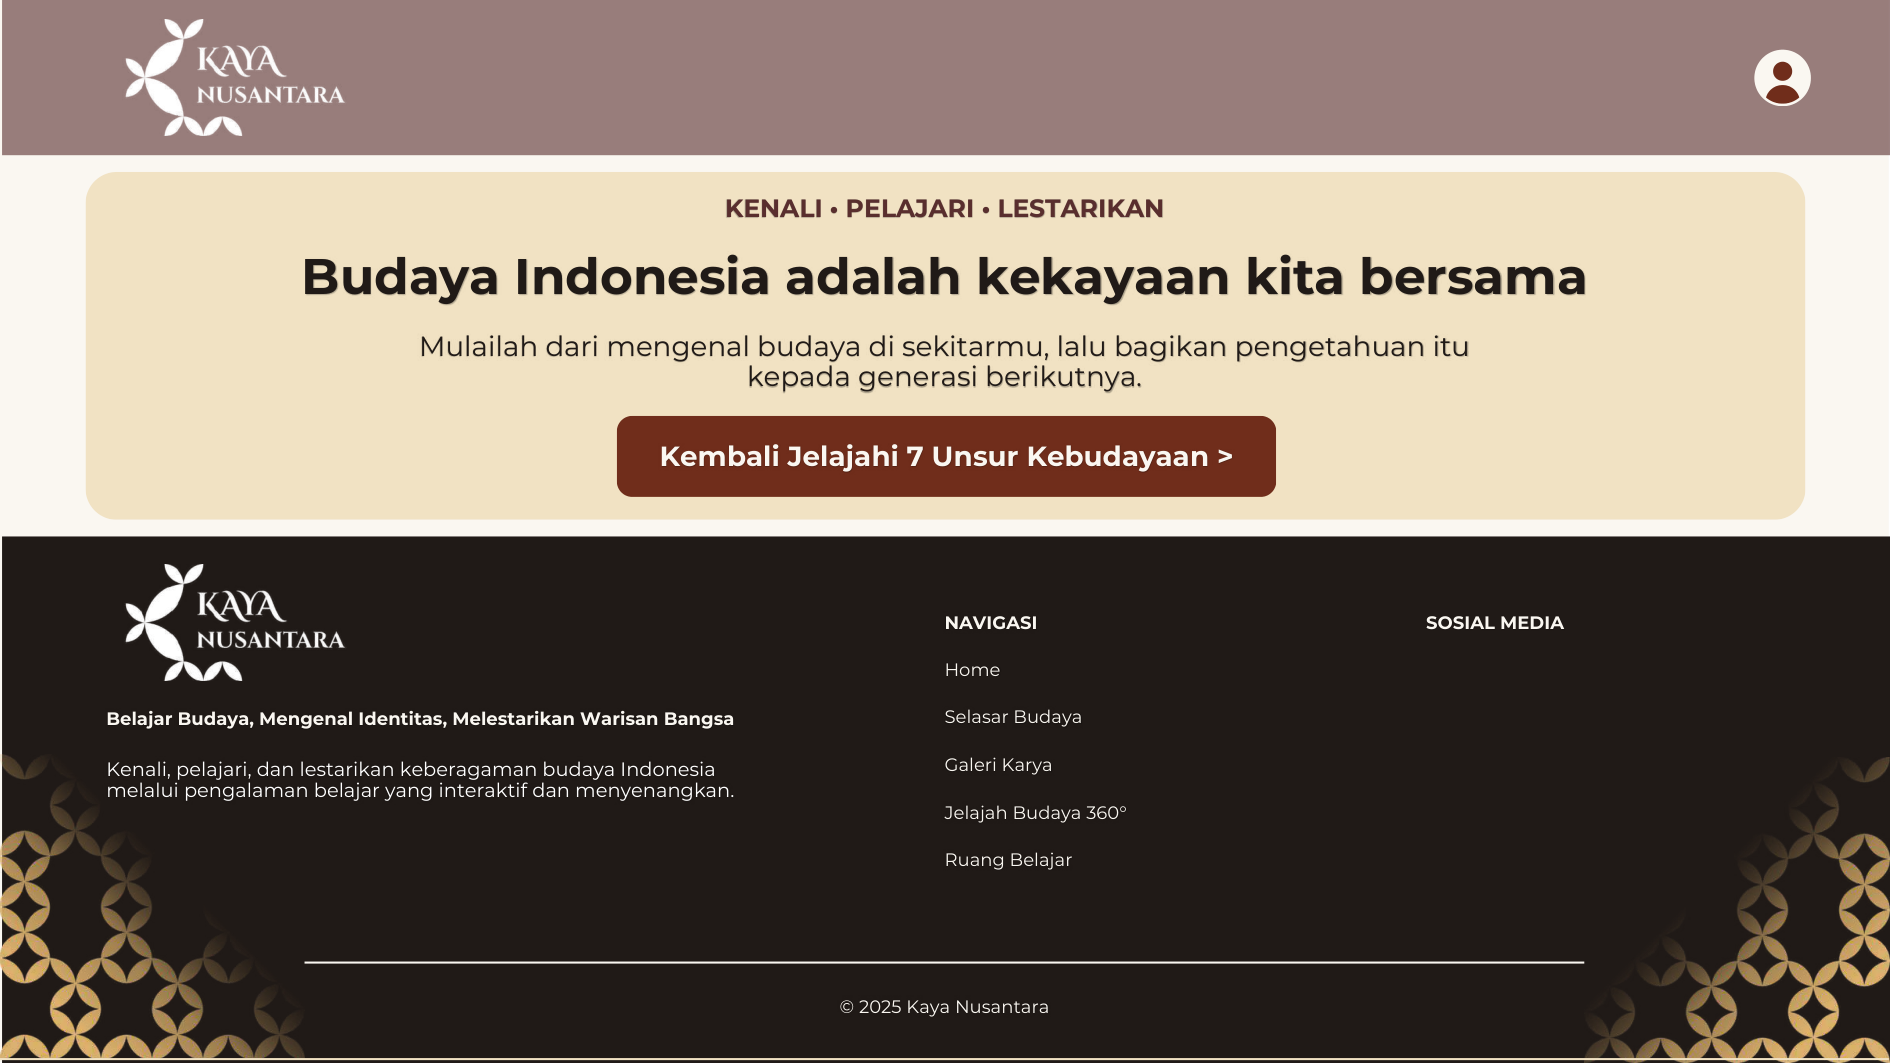 KAYA
NUSANTARA
KENALI • PELAJARI • LESTARIKAN
Budaya Indonesia adalah kekayaan kita bersama
Mulailah dari mengenal budaya di sekitarmu, lalu bagikan pengetahuan itu
kepada generasi berikutnya.
Kembali Jelajahi 7 Unsur Kebudayaan >
KAYA
NUSANTARA
Belajar Budaya, Mengenal Identitas, Melestarikan Warisan Bangsa
Kenali, pelajari, dan lestarikan keberagaman budaya Indonesia
melalui pengalaman belajar yang interaktif dan menyenangkan.
NAVIGASI
Home
Selasar Budaya
Galeri Karya
Jelajah Budaya 360°
Ruang Belajar
SOSIAL MEDIA
© 2025 Kaya Nusantara